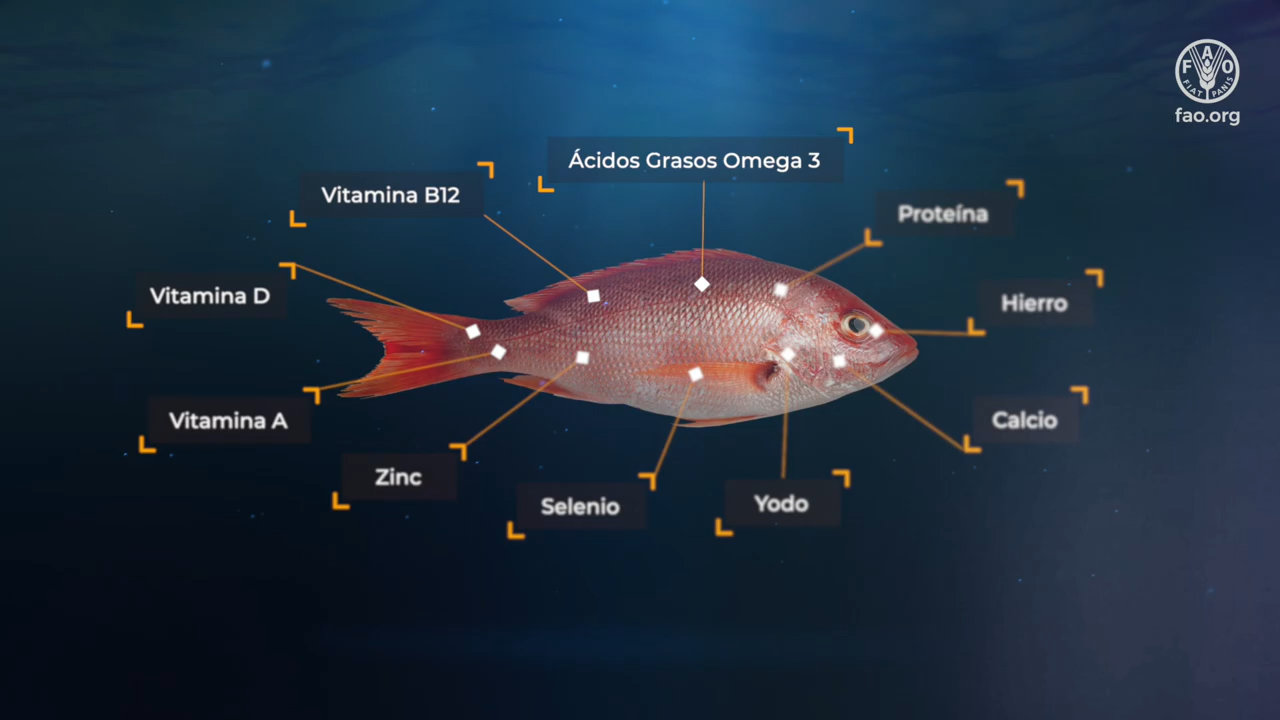 FAO
FIAT PANIS
fao.org
Ácidos Grasos Omega 3
Vitamina B12
Proteína
Vitamina D
Hierro
Vitamina A
Calcio
Zinc
Selenio
Yodo